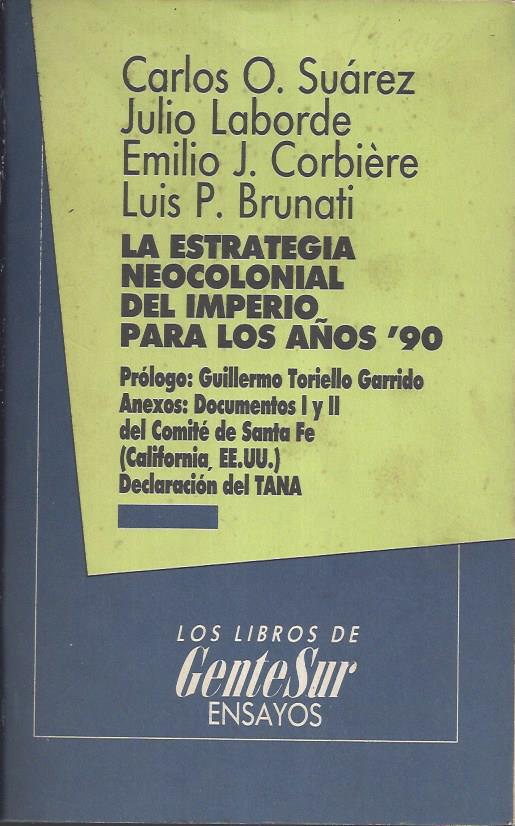 Carlos O. Suárez
Julio Laborde
Emilio J. Corbière
Luis P. Brunati
LA ESTRATEGIA
NEOCOLONIAL
DEL IMPERIO
PARA LOS AÑOS '90
Prólogo: Guillermo Toriello Garrido
Anexos: Documentos I y II
del Comité de Santa Fe
(California, EE.UU.)
Declaración del TANA
LOS LIBROS DE
GenteSur
ENSAYOS